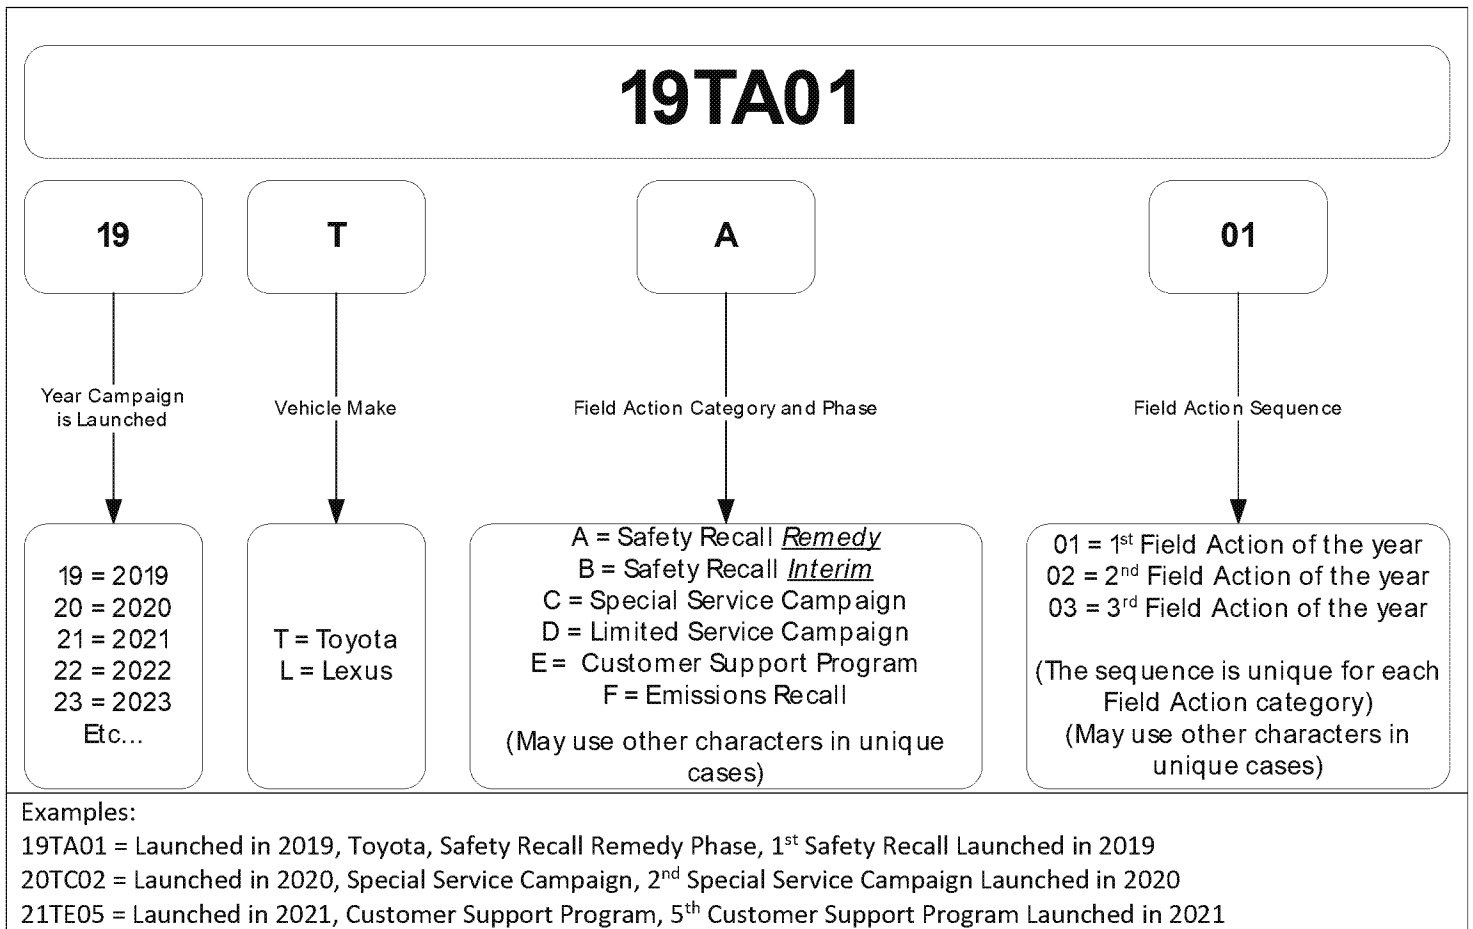 19TA01
19
T
A
01
Year Campaign
is Launched
Vehicle Make
Field Action Category and Phase
Field Action Sequence
19 = 2019
20 = 2020
21 = 2021
22 = 2022
23 = 2023
Etc...
T = Toyota
L = Lexus
A = Safety Recall Remedy
B = Safety Recall Interim
C = Special Service Campaign
D = Limited Service Campaign
E = Customer Support Program
F = Emissions Recall
(May use other characters in unique
cases)
01 = 1st Field Action of the year
02 = 2nd Field Action of the year
03 = 3rd Field Action of the year
(The sequence is unique for each
Field Action category)
(May use other characters in
unique cases)
Examples:
19TA01 = Launched in 2019, Toyota, Safety Recall Remedy Phase, 1st Safety Recall Launched in 2019
20TC02 = Launched in 2020, Special Service Campaign, 2nd Special Service Campaign Launched in 2020
21TE05 = Launched in 2021, Customer Support Program, 5th Customer Support Program Launched in 2021